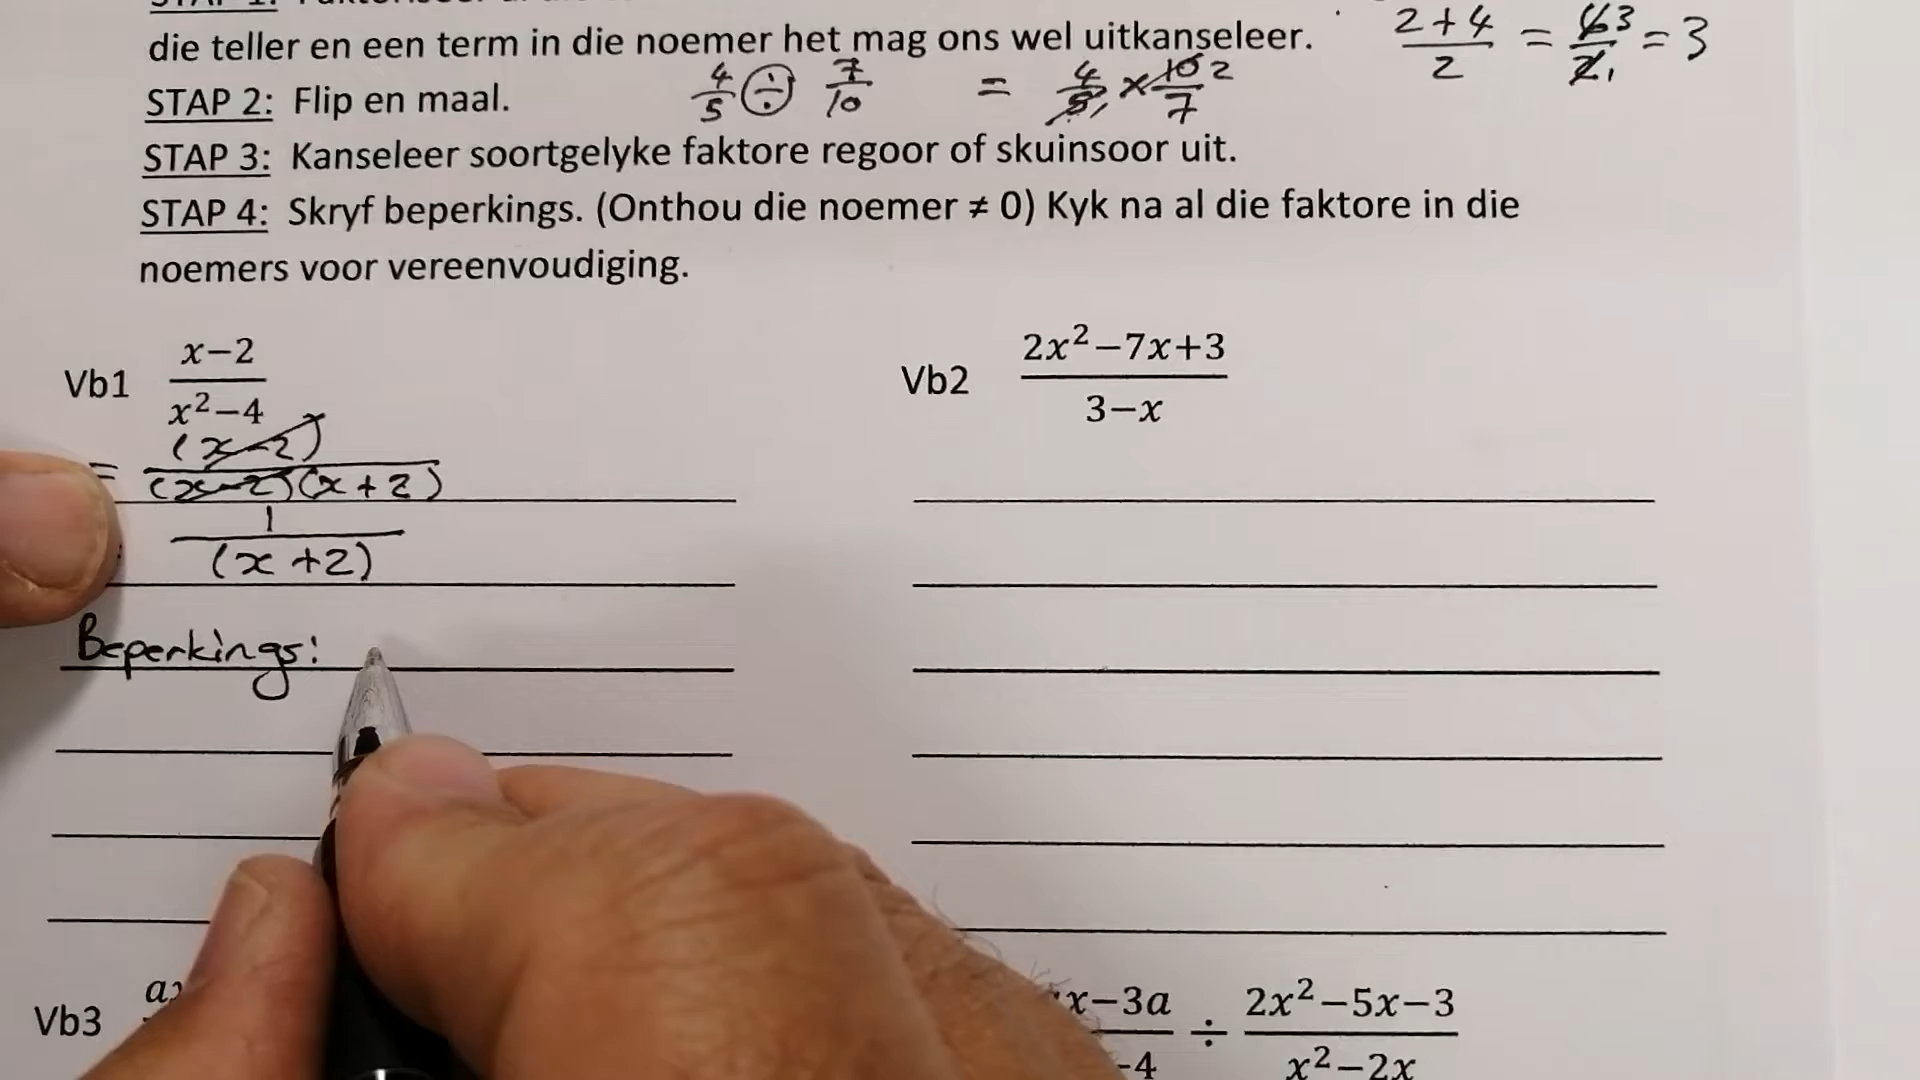 die teller en een term in die noemer het mag ons wel uitkanseleer. 2+4/2 = 6 3/2 1 = 3
STAP 2: Flip en maal. 4/5 ÷ 7/10 = 4/5 1 × 10 2/7
STAP 3: Kanseleer soortgelyke faktore regoor of skuinsoor uit.
STAP 4: Skryf beperkings. (Onthou die noemer ≠ 0) Kyk na al die faktore in die
noemers voor vereenvoudiging.
Vb1 x−2/x²−4
= (x−2)/(x−2)(x+2)
1/(x+2)
Beperkings:
Vb2 2x²−7x+3/3−x
Vb3
x−3a/−4 ÷ 2x²−5x−3/x²−2x